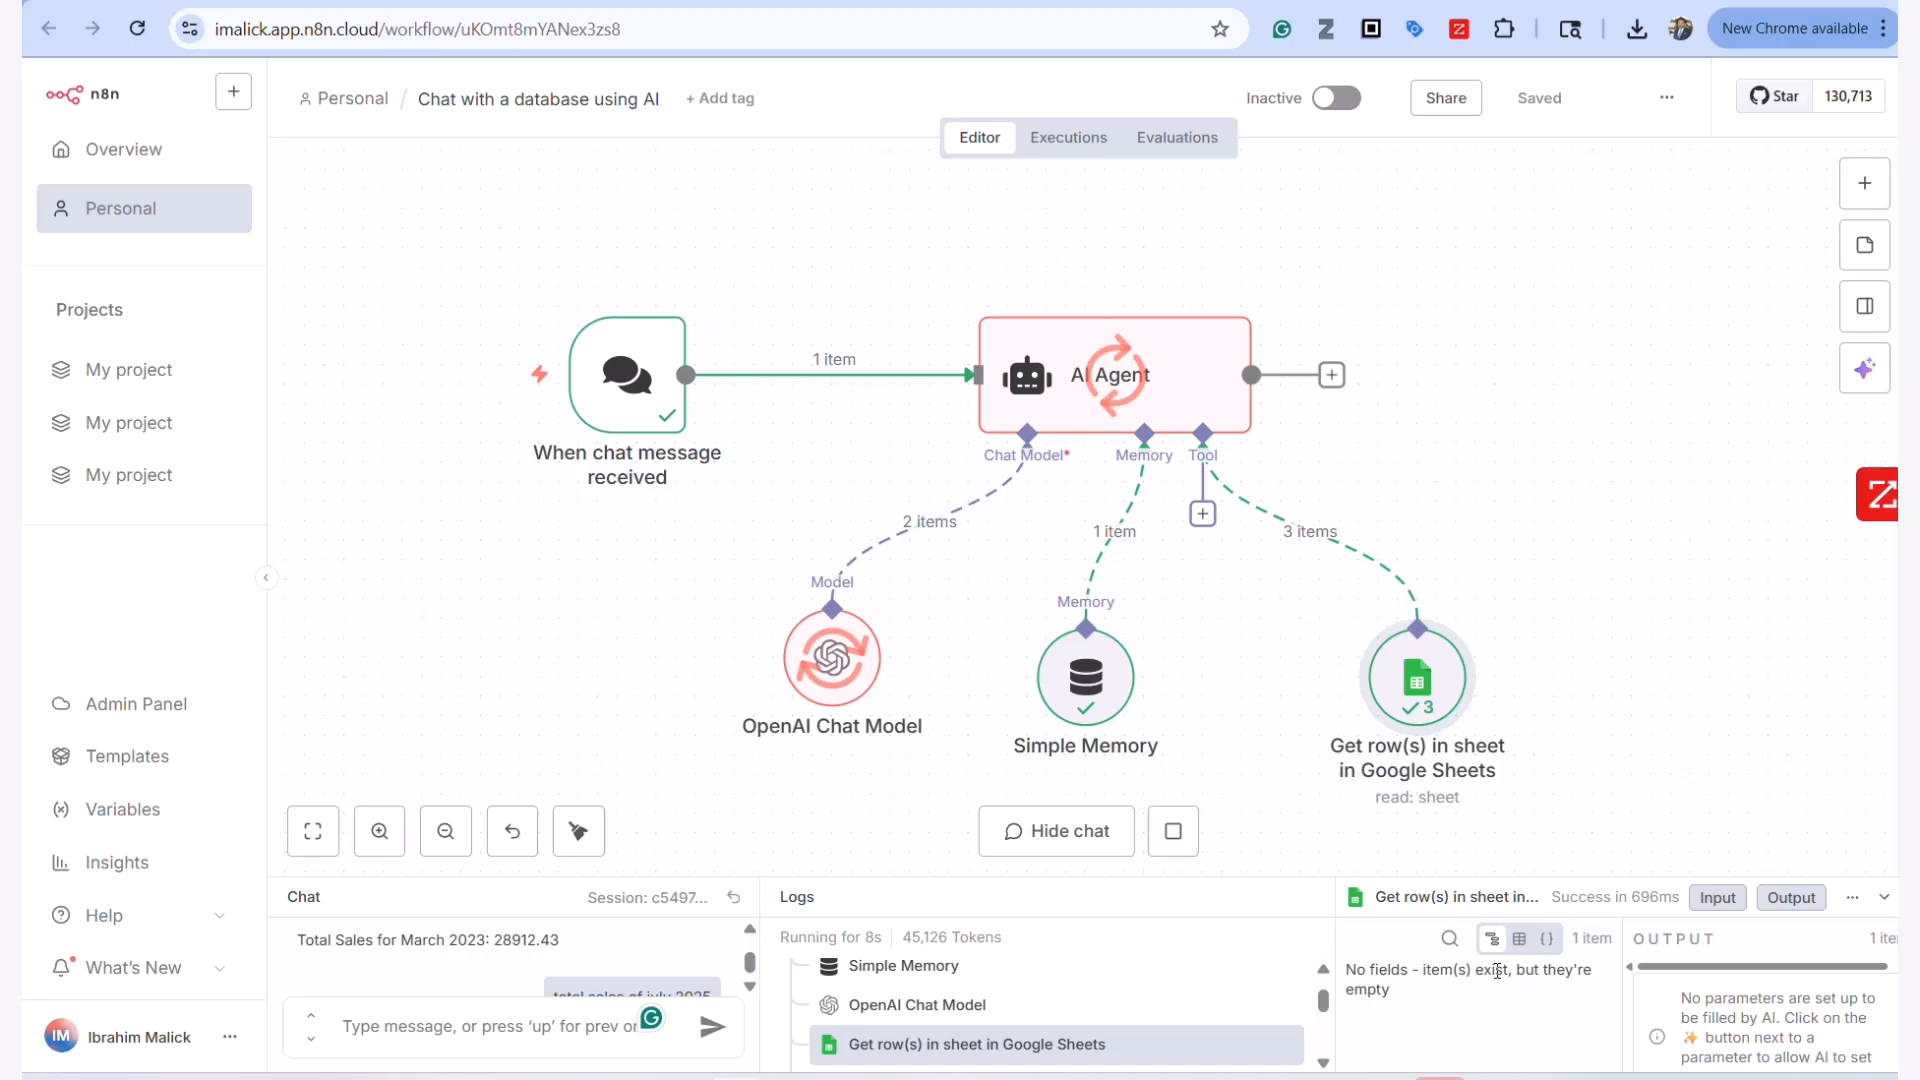 imalick.app.n8n.cloud/workflow/uKOmt8mYANex3zs8
New Chrome available
n8n
Overview
Personal
Projects
My project
My project
My project
Admin Panel
Templates
Variables
Insights
Help
What's New
IM Ibrahim Malick
Personal / Chat with a database using AI + Add tag
Inactive
Share
Saved
Star 130,713
Editor Executions Evaluations
1 item
AI Agent
When chat message
received
Chat Model* Memory Tool
2 items
1 item
3 items
Model
Memory
3
OpenAI Chat Model
Simple Memory
Get row(s) in sheet
in Google Sheets
read: sheet
Hide chat
Chat
Session: c5497...
Total Sales for March 2023: 28912.43
total sales of july 2025
Type message, or press 'up' for prev or
Logs
Running for 8s 45,126 Tokens
Simple Memory
OpenAI Chat Model
Get row(s) in sheet in Google Sheets
Get row(s) in sheet in... Success in 696ms Input Output
1 item
No fields - item(s) exist, but they're
empty
OUTPUT 1 ite
No parameters are set up to
be filled by AI. Click on the
✨ button next to a
parameter to allow AI to set